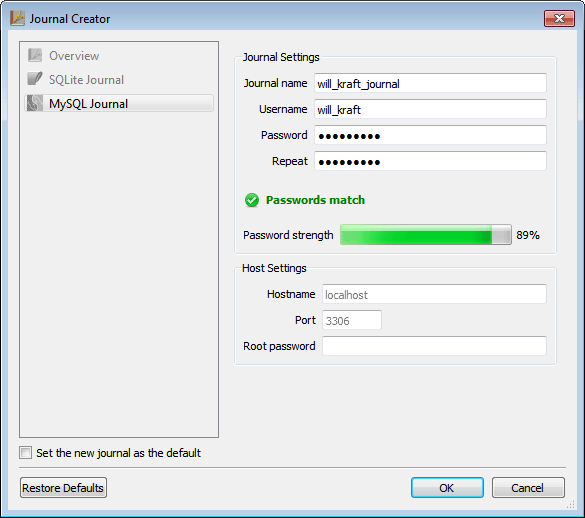 Journal Creator
Overview
SQLite Journal
MySQL Journal
Journal Settings
Journal name will_kraft_journal
Username will_kraft
Password ●●●●●●●●●
Repeat ●●●●●●●●●
Passwords match
Password strength 89%
Host Settings
Hostname localhost
Port 3306
Root password
Set the new journal as the default
Restore Defaults OK Cancel